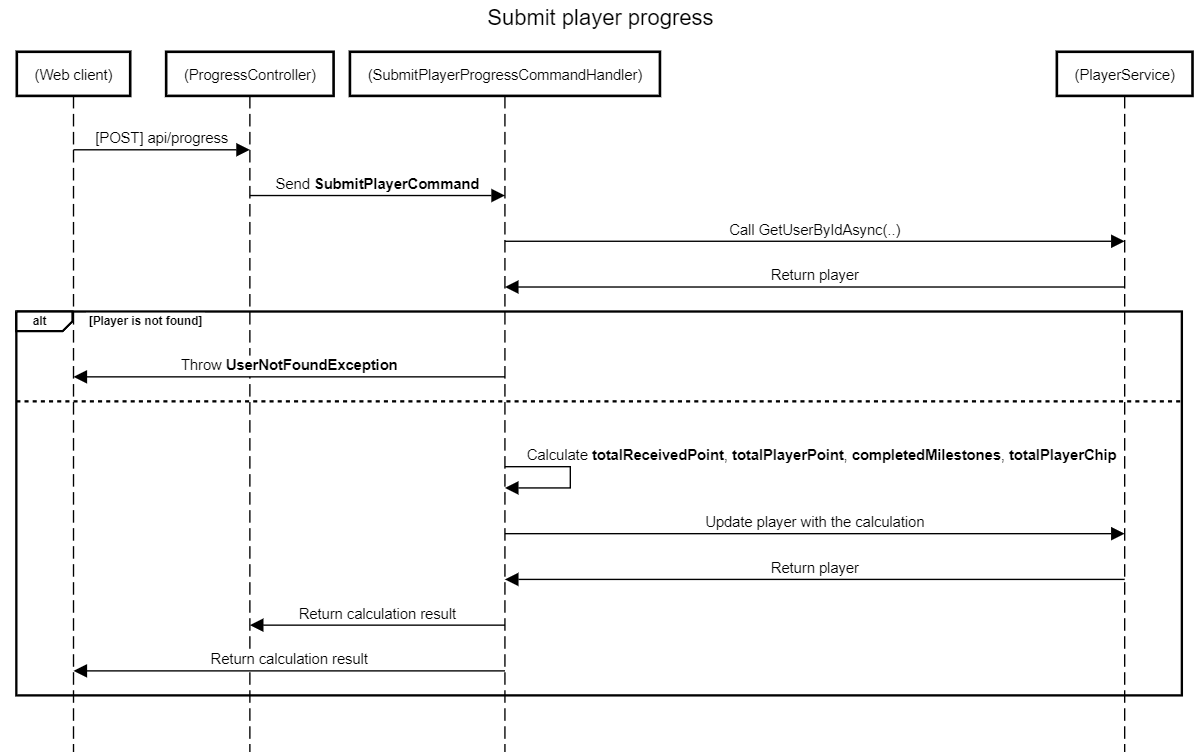 Submit player progress
(Web client)
(ProgressController)
(SubmitPlayerProgressCommandHandler)
(PlayerService)
[POST] api/progress
Send SubmitPlayerCommand
Call GetUserByIdAsync(..)
Return player
alt
[Player is not found]
Throw UserNotFoundException
Calculate totalReceivedPoint, totalPlayerPoint, completedMilestones, totalPlayerChip
Update player with the calculation
Return player
Return calculation result
Return calculation result